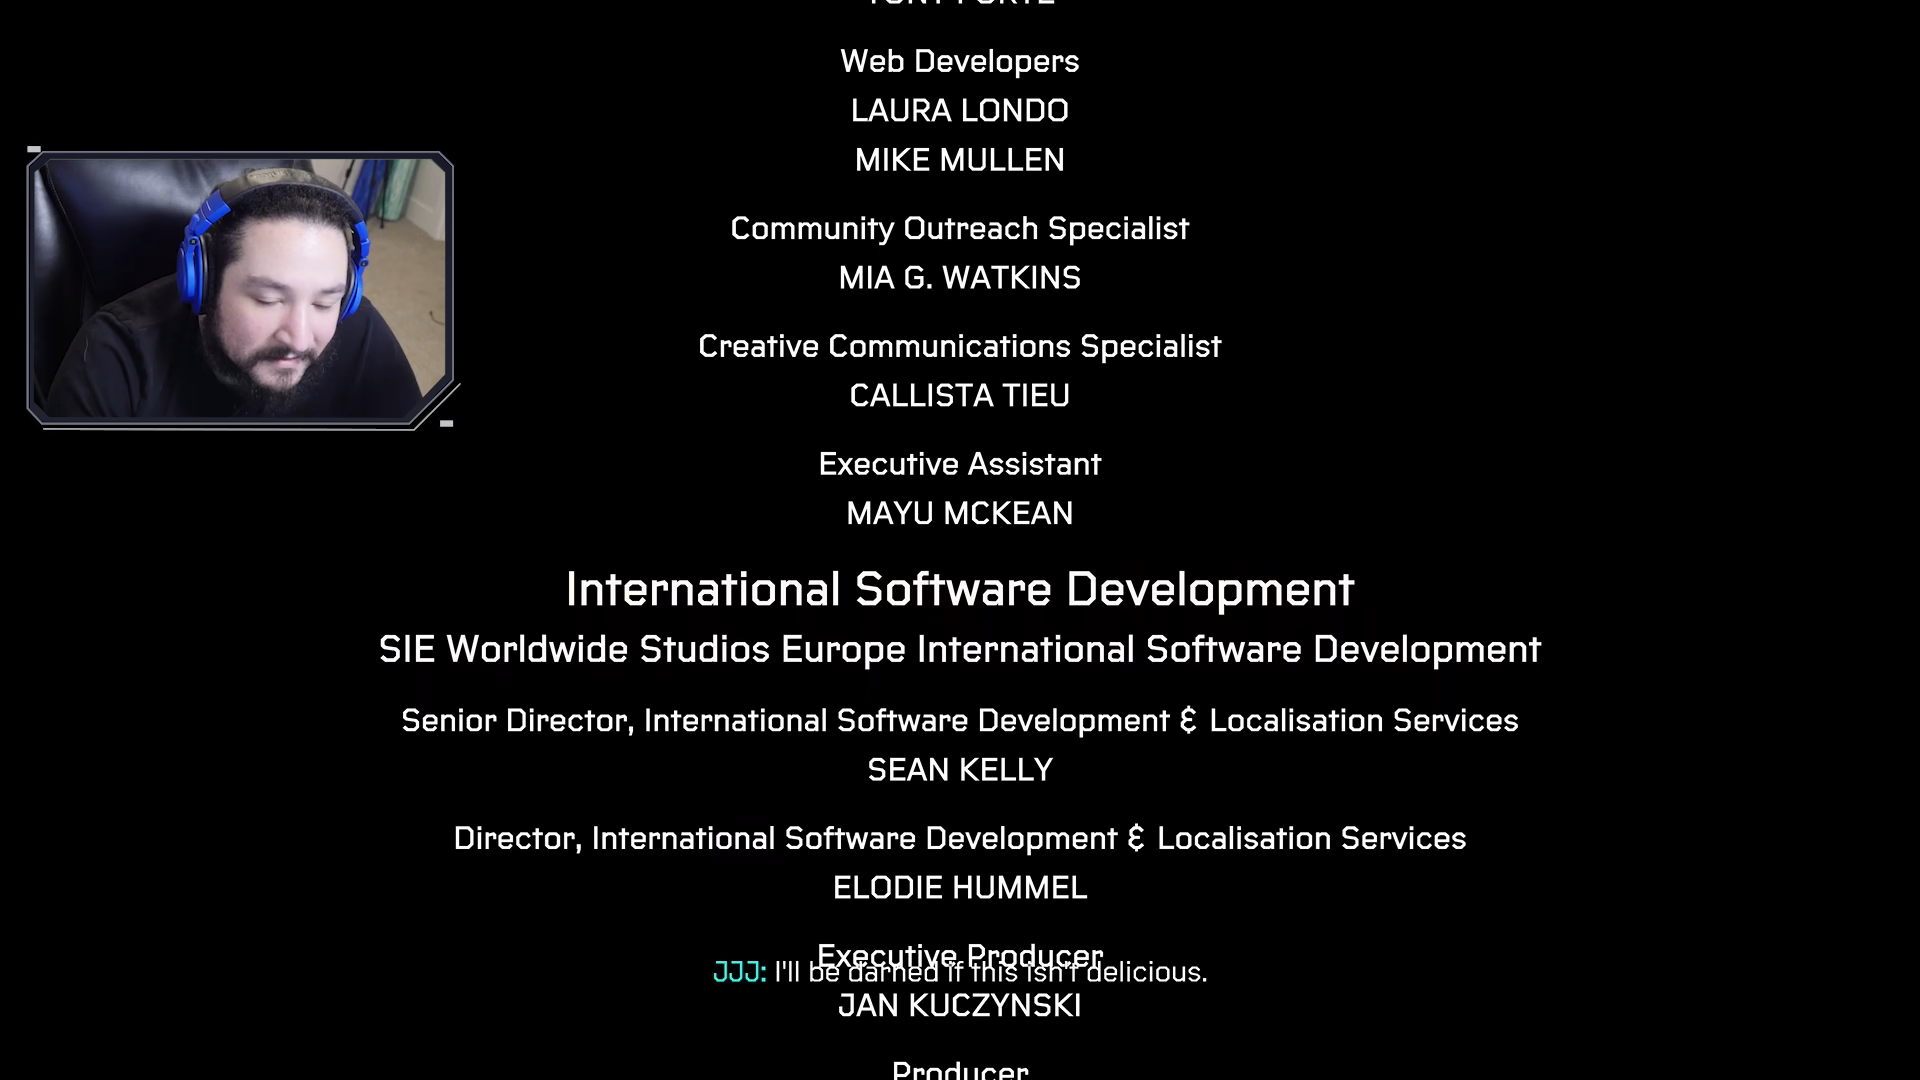 Web Developers
LAURA LONDO
MIKE MULLEN
Community Outreach Specialist
MIA G. WATKINS
Creative Communications Specialist
CALLISTA TIEU
Executive Assistant
MAYU MCKEAN
International Software Development
SIE Worldwide Studios Europe International Software Development
Senior Director, International Software Development & Localisation Services
SEAN KELLY
Director, International Software Development & Localisation Services
ELODIE HUMMEL
Executive Producer
JJJ: I'll be darned if this isn't delicious.
JAN KUCZYNSKI
Producer